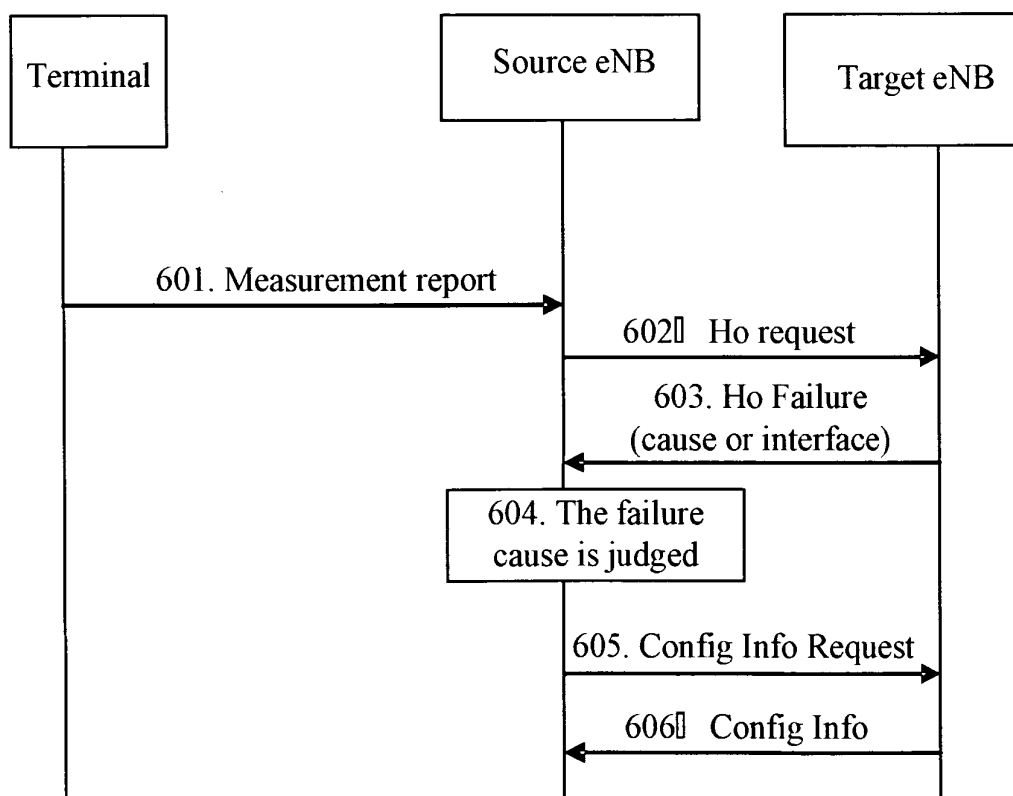 Terminal
Source eNB
Target eNB
601. Measurement report
602▯ Ho request
603. Ho Failure
(cause or interface)
604. The failure
cause is judged
605. Config Info Request
606▯ Config Info